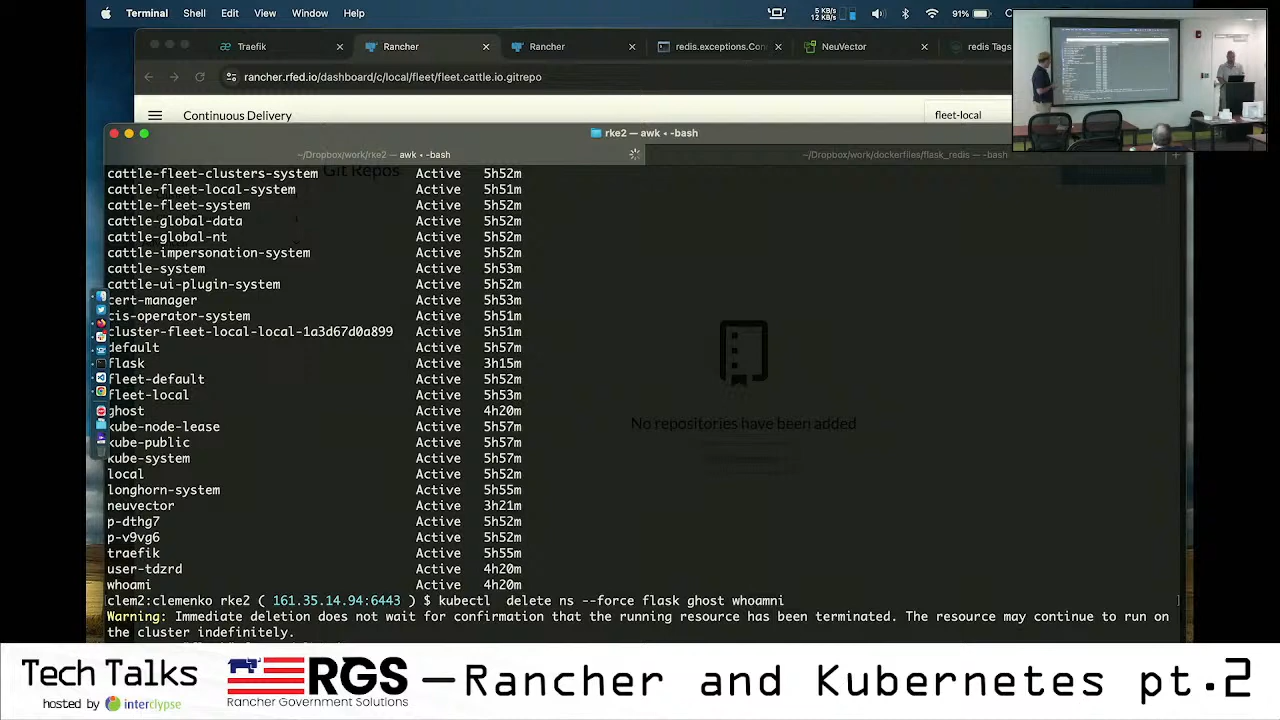 Terminal Shell Edit View Window Help
5 KB/s
12 KB/s
91%
rancher.rfed.io/dashboard/c/local/fleet/fleet.cattle.io.gitrepo
Continuous Delivery
fleet-local
rke2 — awk ◂ -bash
~/Dropbox/work/rke2 — awk • -bash
~/Dropbox/work/dockerfiles/flask_redis — -bash
Git Repos
cattle-fleet-clusters-system Active 5h52m
cattle-fleet-local-system Active 5h51m
cattle-fleet-system Active 5h52m
cattle-global-data Active 5h52m
cattle-global-nt Active 5h52m
cattle-impersonation-system Active 5h52m
cattle-system Active 5h53m
cattle-ui-plugin-system Active 5h52m
cert-manager Active 5h53m
cis-operator-system Active 5h51m
cluster-fleet-local-local-1a3d67d0a899 Active 5h51m
default Active 5h57m
flask Active 3h15m
fleet-default Active 5h52m
fleet-local Active 5h53m
ghost Active 4h20m
No repositories have been added
kube-node-lease Active 5h57m
kube-public Active 5h57m
kube-system Active 5h57m
local Active 5h52m
longhorn-system Active 5h55m
neuvector Active 3h21m
p-dthg7 Active 5h52m
p-v9vg6 Active 5h52m
traefik Active 5h55m
user-tdzrd Active 4h20m
whoami Active 4h20m
[clem2:clemenko rke2 ( 161.35.14.94:6443 ) $ kubectl  delete ns --force flask ghost whoamni ]
Warning: Immediate deletion does not wait for confirmation that the running resource has been terminated. The resource may continue to run on
the cluster indefinitely.
Tech Talks
hosted by interclypse
RGS
Rancher Government Solutions
—Rancher and Kubernetes pt.2